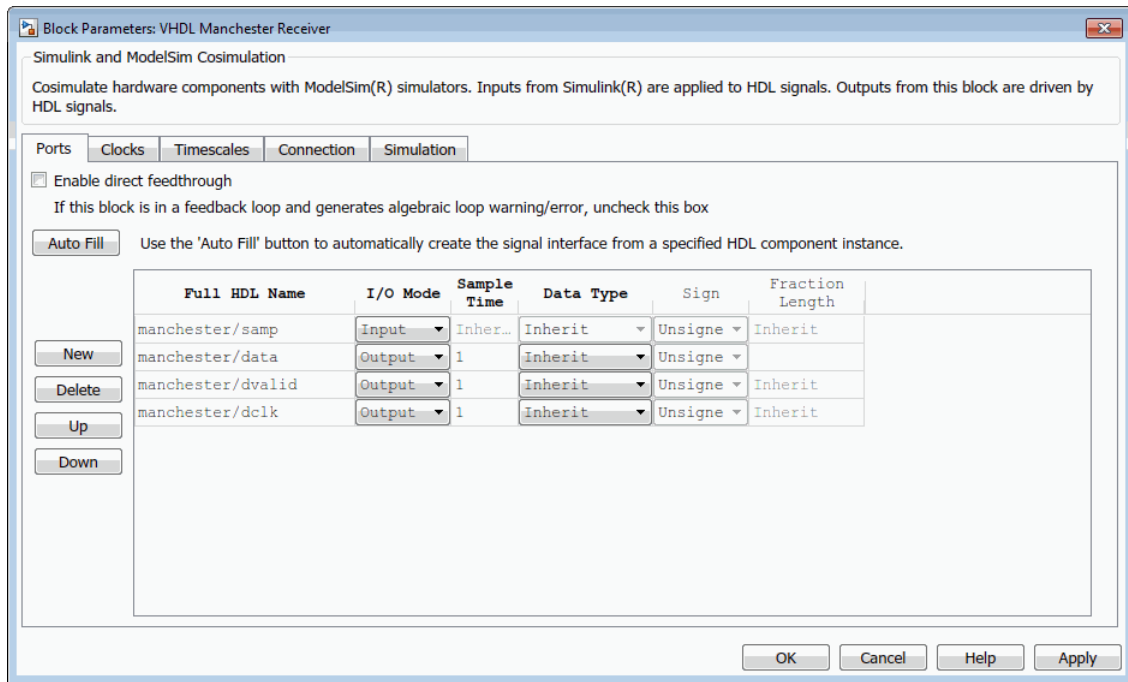 Block Parameters: VHDL Manchester Receiver
Simulink and ModelSim Cosimulation
Cosimulate hardware components with ModelSim(R) simulators. Inputs from Simulink(R) are applied to HDL signals. Outputs from this block are driven by
HDL signals.
Ports Clocks Timescales Connection Simulation
Enable direct feedthrough
If this block is in a feedback loop and generates algebraic loop warning/error, uncheck this box
Auto Fill Use the 'Auto Fill' button to automatically create the signal interface from a specified HDL component instance.
Full HDL Name I/O Mode Sample Time Data Type Sign Fraction Length
manchester/samp Input Inher... Inherit Unsigne Inherit
New manchester/data Output 1 Inherit Unsigne
Delete manchester/dvalid Output 1 Inherit Unsigne Inherit
Up manchester/dclk Output 1 Inherit Unsigne Inherit
Down
OK Cancel Help Apply